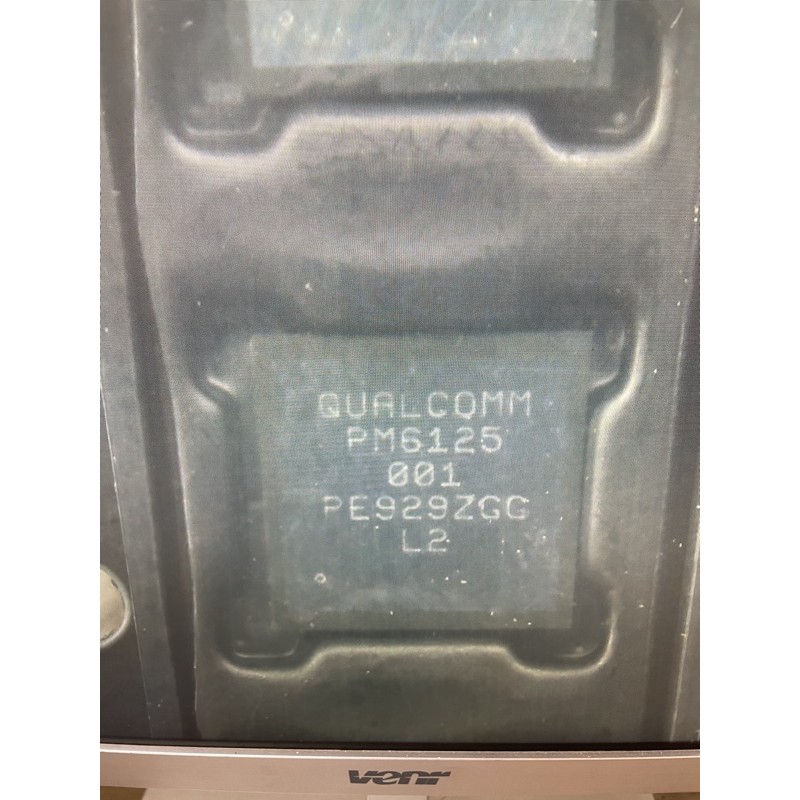 QUALCOMM
PM6125
001
PE929ZGG
L2
venr